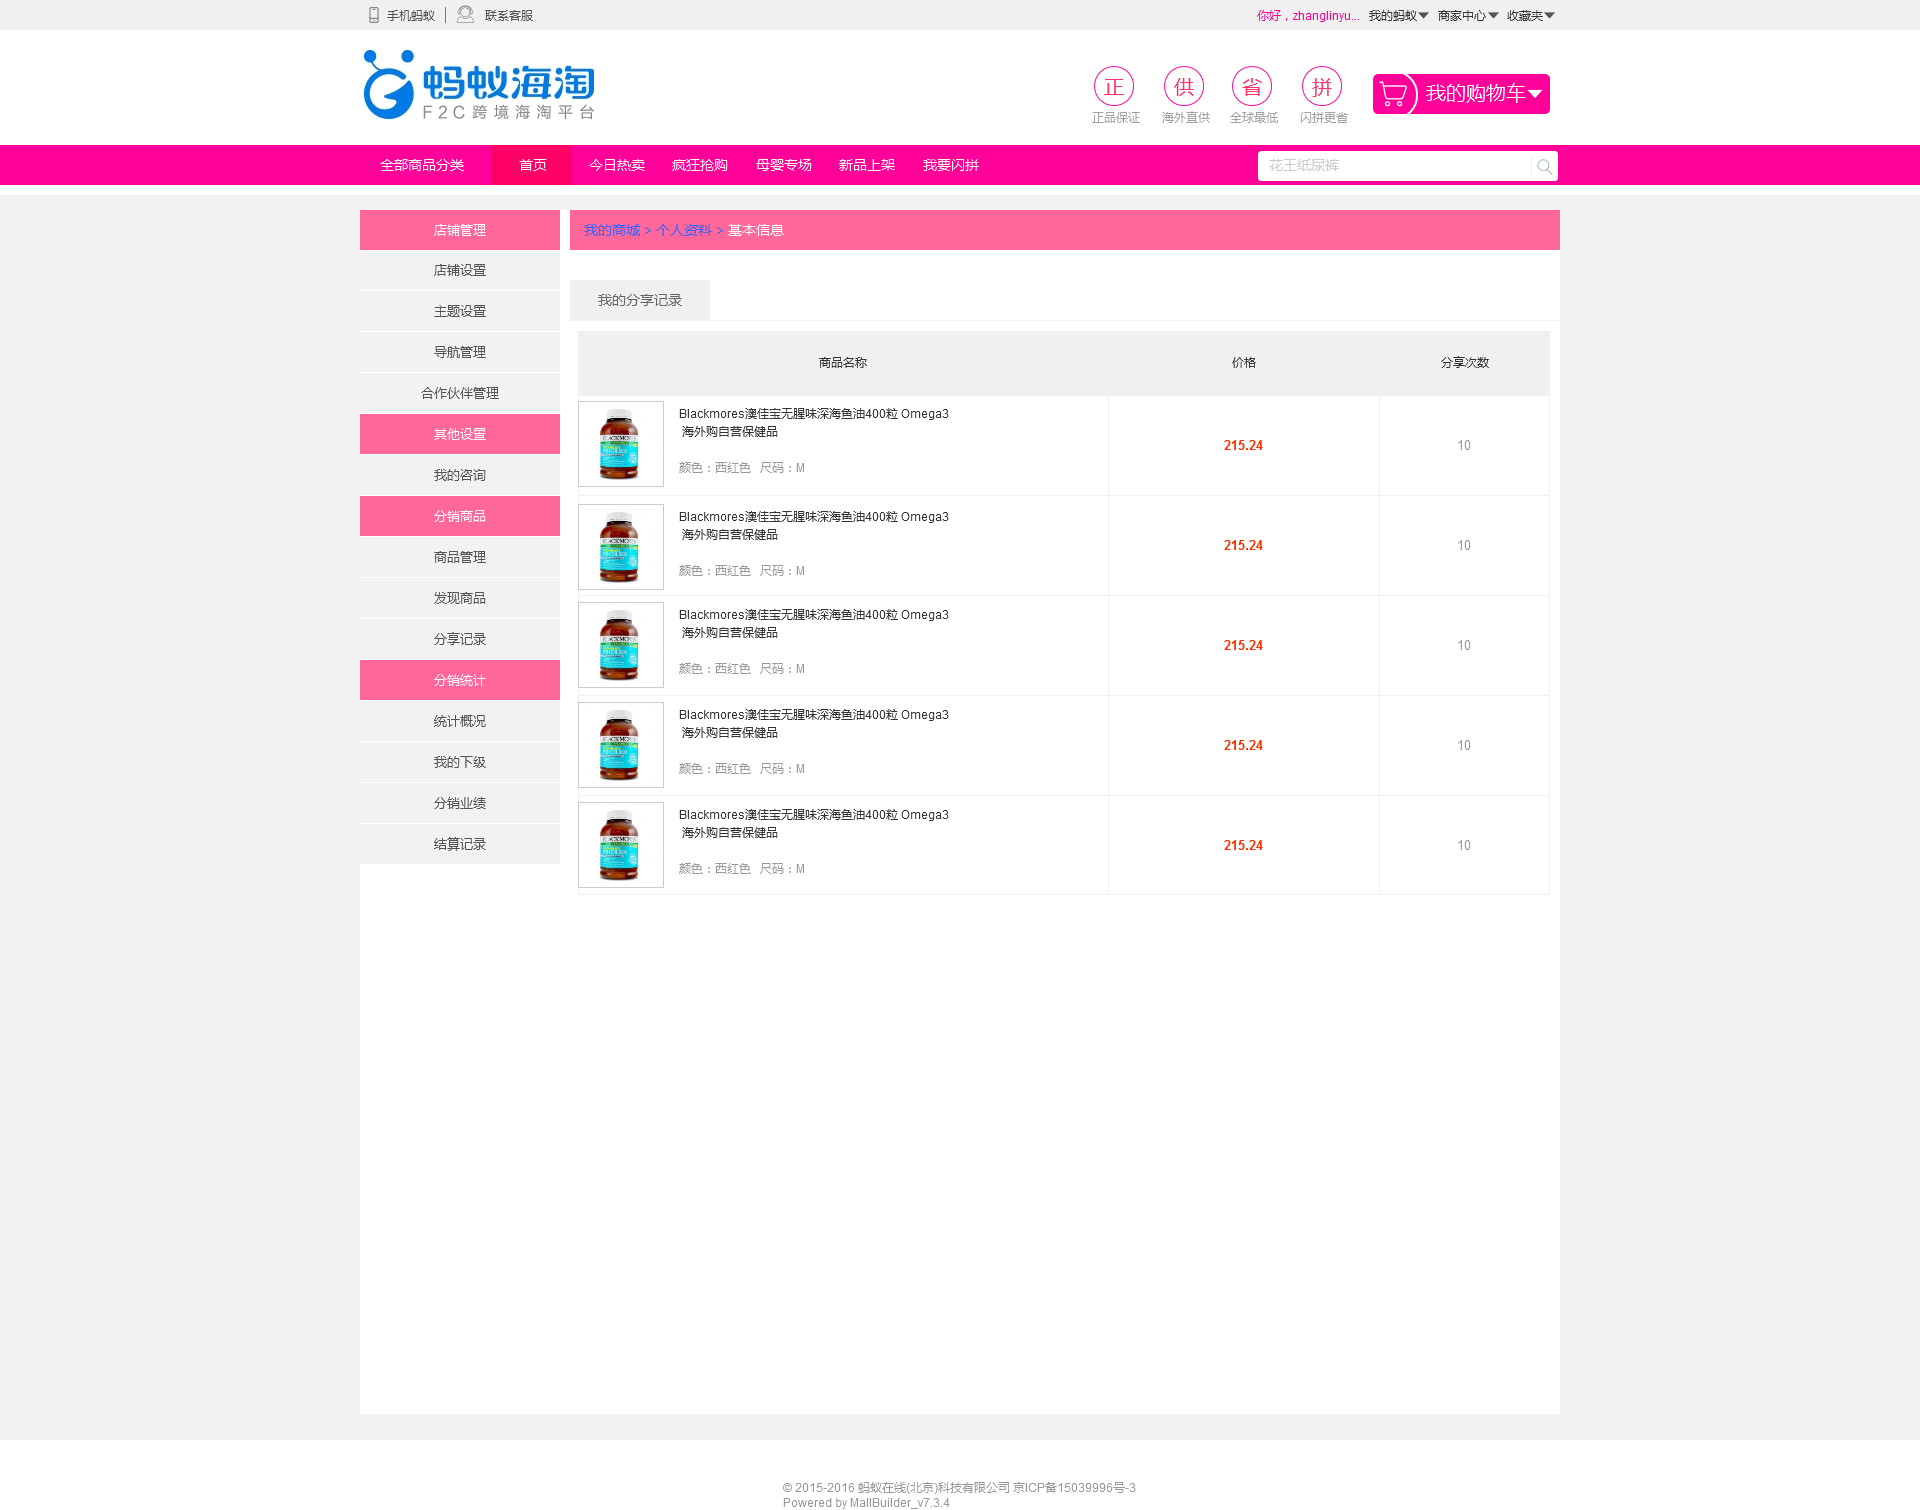 手机蚂蚁 联系客服 你好，zhanglinyu... 我的蚂蚁 商家中心 收藏夹
蚂蚁海淘
F2C跨境海淘平台
正 供 省 拼
正品保证 海外直供 全球最低 闪拼更省
我的购物车
全部商品分类 首页 今日热卖 疯狂抢购 母婴专场 新品上架 我要闪拼 花王纸尿裤
店铺管理
店铺设置
主题设置
导航管理
合作伙伴管理
其他设置
我的咨询
分销商品
商品管理
发现商品
分享记录
分销统计
统计概况
我的下级
分销业绩
结算记录
我的商城 > 个人资料 > 基本信息
我的分享记录
商品名称 价格 分享次数
Blackmores澳佳宝无腥味深海鱼油400粒 Omega3
海外购自营保健品
颜色：西红色 尺码：M
215.24 10
Blackmores澳佳宝无腥味深海鱼油400粒 Omega3
海外购自营保健品
颜色：西红色 尺码：M
215.24 10
Blackmores澳佳宝无腥味深海鱼油400粒 Omega3
海外购自营保健品
颜色：西红色 尺码：M
215.24 10
Blackmores澳佳宝无腥味深海鱼油400粒 Omega3
海外购自营保健品
颜色：西红色 尺码：M
215.24 10
Blackmores澳佳宝无腥味深海鱼油400粒 Omega3
海外购自营保健品
颜色：西红色 尺码：M
215.24 10
© 2015-2016 蚂蚁在线(北京)科技有限公司 京ICP备15039996号-3
Powered by MallBuilder_v7.3.4